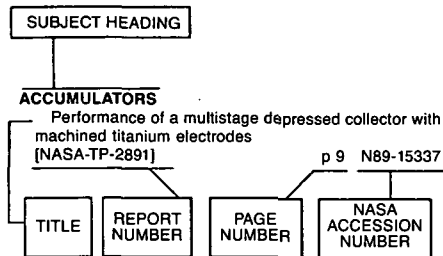 SUBJECT HEADING
ACCUMULATORS
Performance of a multistage depressed collector with
machined titanium electrodes
[NASA-TP-2891] p 9 N89-15337
TITLE
REPORT
NUMBER
PAGE
NUMBER
NASA
ACCESSION
NUMBER